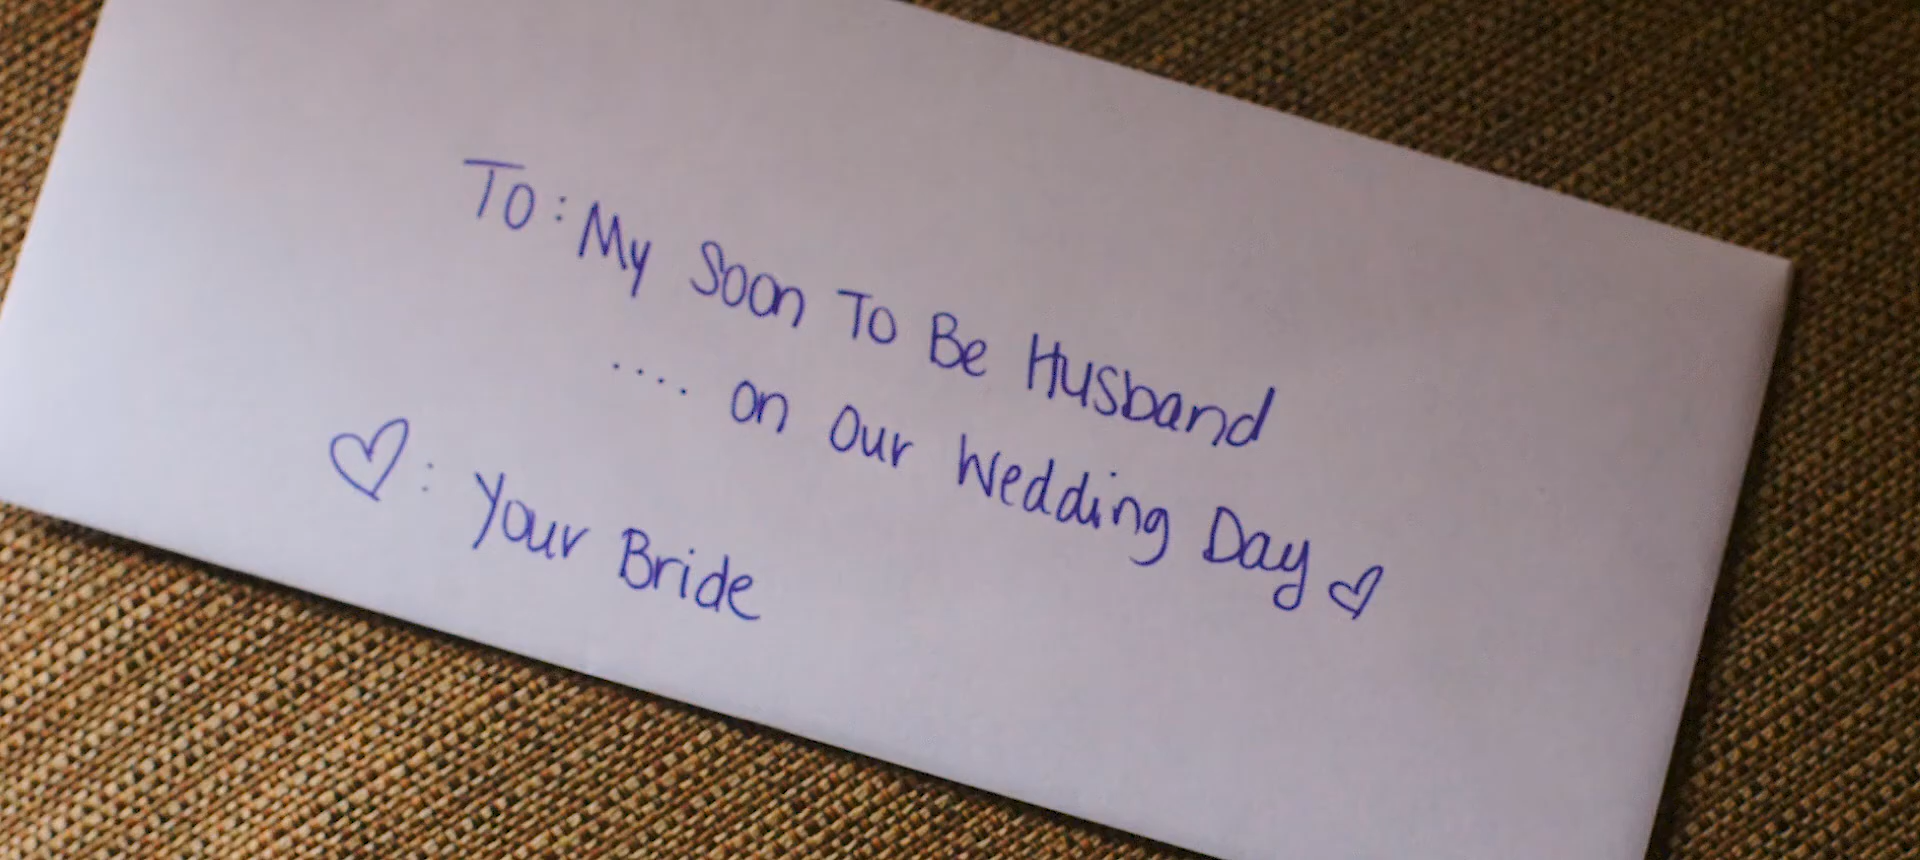 To: My Soon To Be Husband
.... on Our Wedding Day ♡
♡: Your Bride